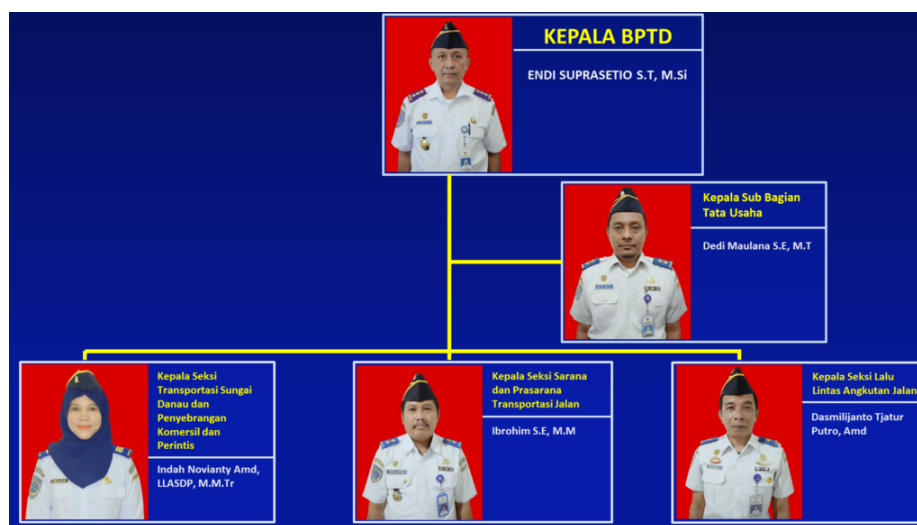 KEPALA BPTD
ENDI SUPRASETIO S.T, M.Si
Kepala Sub Bagian
Tata Usaha
Dedi Maulana S.E, M.T
Kepala Seksi
Transportasi Sungai
Danau dan
Penyebrangan
Komersil dan
Perintis
Indah Novianty Amd,
LLASDP, M.M.Tr
Kepala Seksi Sarana
dan Prasarana
Transportasi Jalan
Ibrohim S.E, M.M
Kepala Seksi Lalu
Lintas Angkutan Jalan
Dasmilijanto Tjatur
Putro, Amd